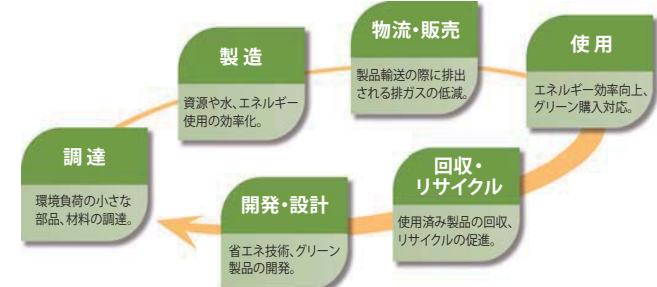 物流・販売
製品輸送の際に排出
される排ガスの低減。
使用
エネルギー効率向上、
グリーン購入対応。
製造
資源や水、エネルギー
使用の効率化。
調達
環境負荷の小さな
部品、材料の調達。
回収・
リサイクル
使用済み製品の回収、
リサイクルの促進。
開発・設計
省エネ技術、グリーン
製品の開発。